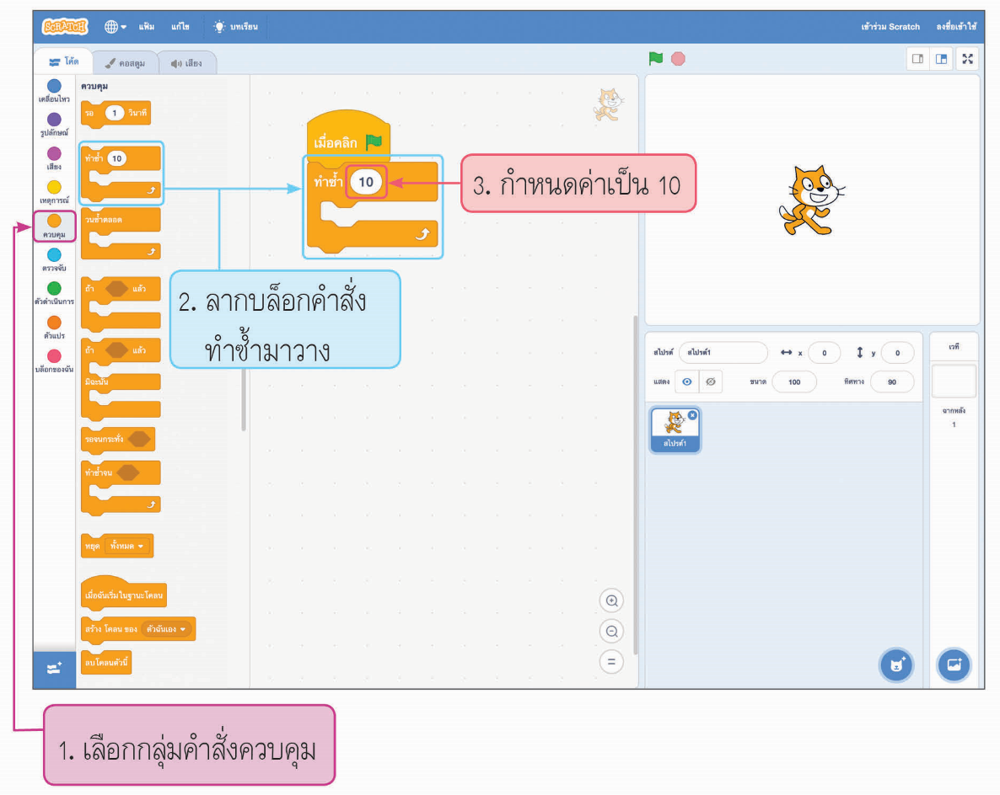 SCRATCH แฟ้ม แก้ไข บทเรียน เข้าร่วม Scratch ลงชื่อเข้าใช้
โค้ด คอสตูม เสียง
เคลื่อนไหว
รูปลักษณ์
เสียง
เหตุการณ์
ควบคุม
ตรวจจับ
ตัวดำเนินการ
ตัวแปร
บล็อกของฉัน
ควบคุม
รอ 1 วินาที
ทำซ้ำ 10
วนซ้ำตลอด
ถ้า แล้ว
ถ้า แล้ว
มิฉะนั้น
รอจนกระทั่ง
ทำซ้ำจน
หยุด ทั้งหมด
เมื่อฉันเริ่มในฐานะโคลน
สร้าง โคลน ของ ตัวฉันเอง
ลบโคลนตัวนี้
เมื่อคลิก
ทำซ้ำ 10
3. กำหนดค่าเป็น 10
2. ลากบล็อกคำสั่ง
ทำซ้ำมาวาง
สไปรต์ สไปรต์1 x 0 y 0
แสดง ขนาด 100 ทิศทาง 90
สไปรต์1
เวที
ฉากหลัง
1
1. เลือกกลุ่มคำสั่งควบคุม